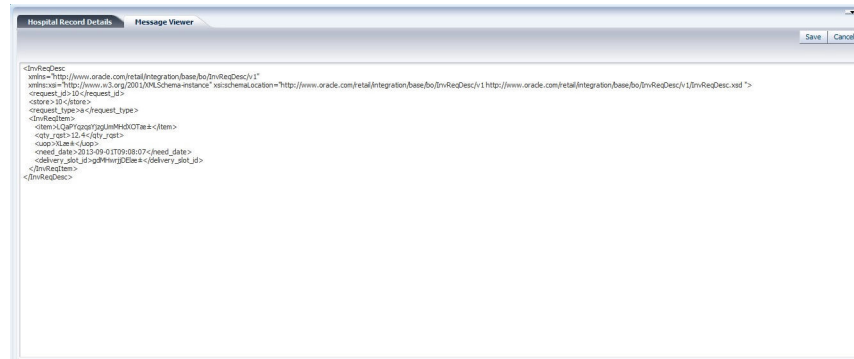 Hospital Record Details Message Viewer
Save Cancel
<InvReqDesc
xmlns="http://www.oracle.com/retail/integration/base/bo/InvReqDesc/v1"
xmlns:xsi="http://www.w3.org/2001/XMLSchema-instance" xsi:schemaLocation="http://www.oracle.com/retail/integration/base/bo/InvReqDesc/v1 http://www.oracle.com/retail/integration/base/bo/InvReqDesc/v1/InvReqDesc.xsd ">
<request_id>10</request_id>
<store>10</store>
<request_type>a</request_type>
<InvReqItem>
<item>LQaPYqzqsYjzgUmMHdXOTæ±</item>
<qty_rqst>12.4</qty_rqst>
<uop>XLæ±</uop>
<need_date>2013-09-01T09:08:07</need_date>
<delivery_slot_id>gdMHwrjjDElæ±</delivery_slot_id>
</InvReqItem>
</InvReqDesc>